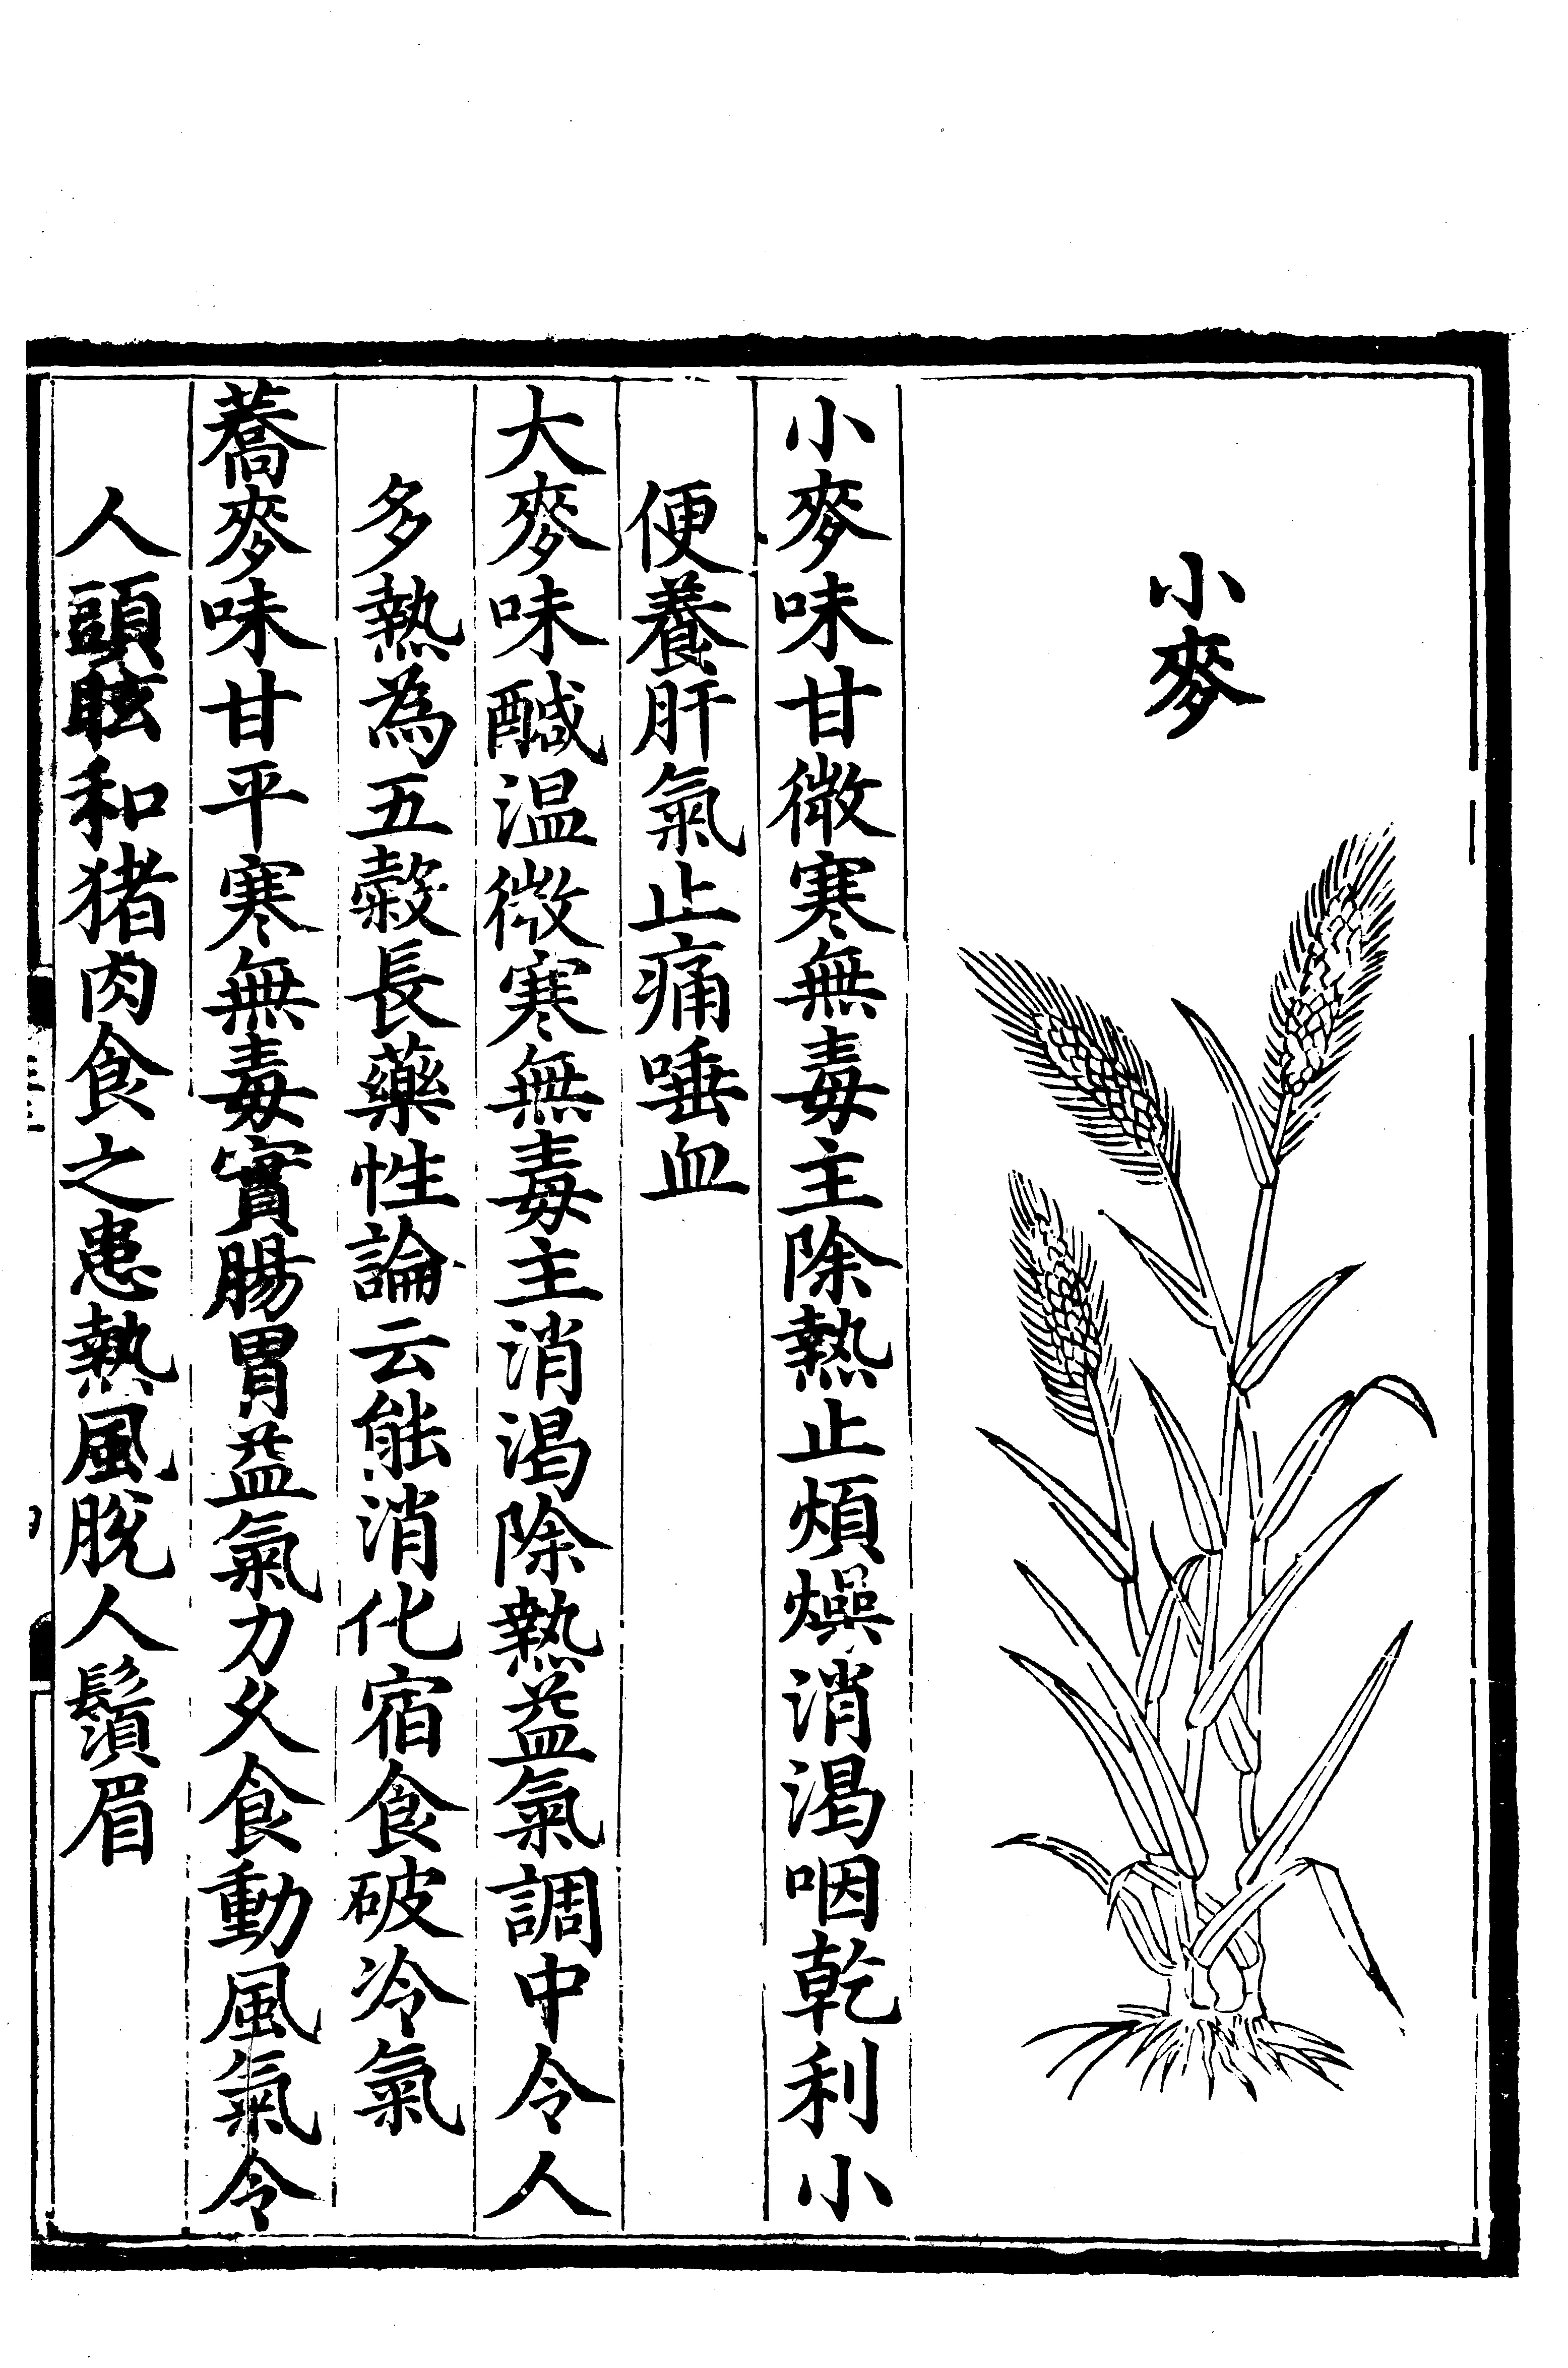 小麥
小麥味甘微寒無毒主除熱止煩燥消渴咽乾利小
便養肝氣止痛唾血
大麥味醎温微寒無毒主消渴除熱益氣調中令人
多熱為五穀長藥性論云能消化宿食破冷氣
蕎麥味甘平寒無毒實腸胃益氣力久食動風氣令
人頭眩和猪肉食之患熱風脫人鬚眉